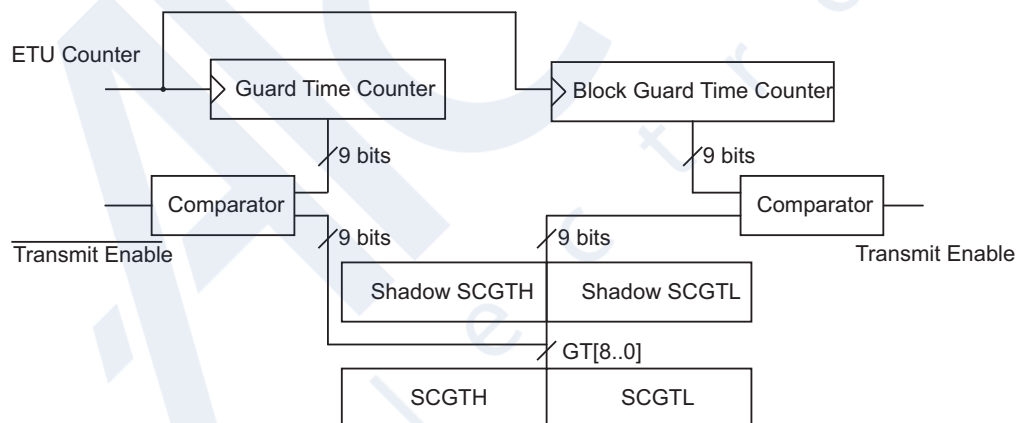 ETU Counter
Guard Time Counter
Block Guard Time Counter
9 bits
9 bits
Comparator
Comparator
9 bits
9 bits
Transmit Enable
Transmit Enable
Shadow SCGTH
Shadow SCGTL
GT[8..0]
SCGTH
SCGTL